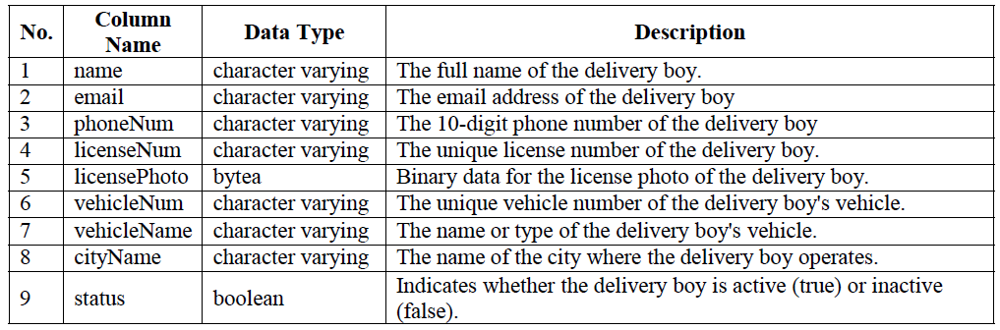 No. Column Name Data Type Description
1 name character varying The full name of the delivery boy.
2 email character varying The email address of the delivery boy
3 phoneNum character varying The 10-digit phone number of the delivery boy
4 licenseNum character varying The unique license number of the delivery boy.
5 licensePhoto bytea Binary data for the license photo of the delivery boy.
6 vehicleNum character varying The unique vehicle number of the delivery boy's vehicle.
7 vehicleName character varying The name or type of the delivery boy's vehicle.
8 cityName character varying The name of the city where the delivery boy operates.
9 status boolean Indicates whether the delivery boy is active (true) or inactive
(false).